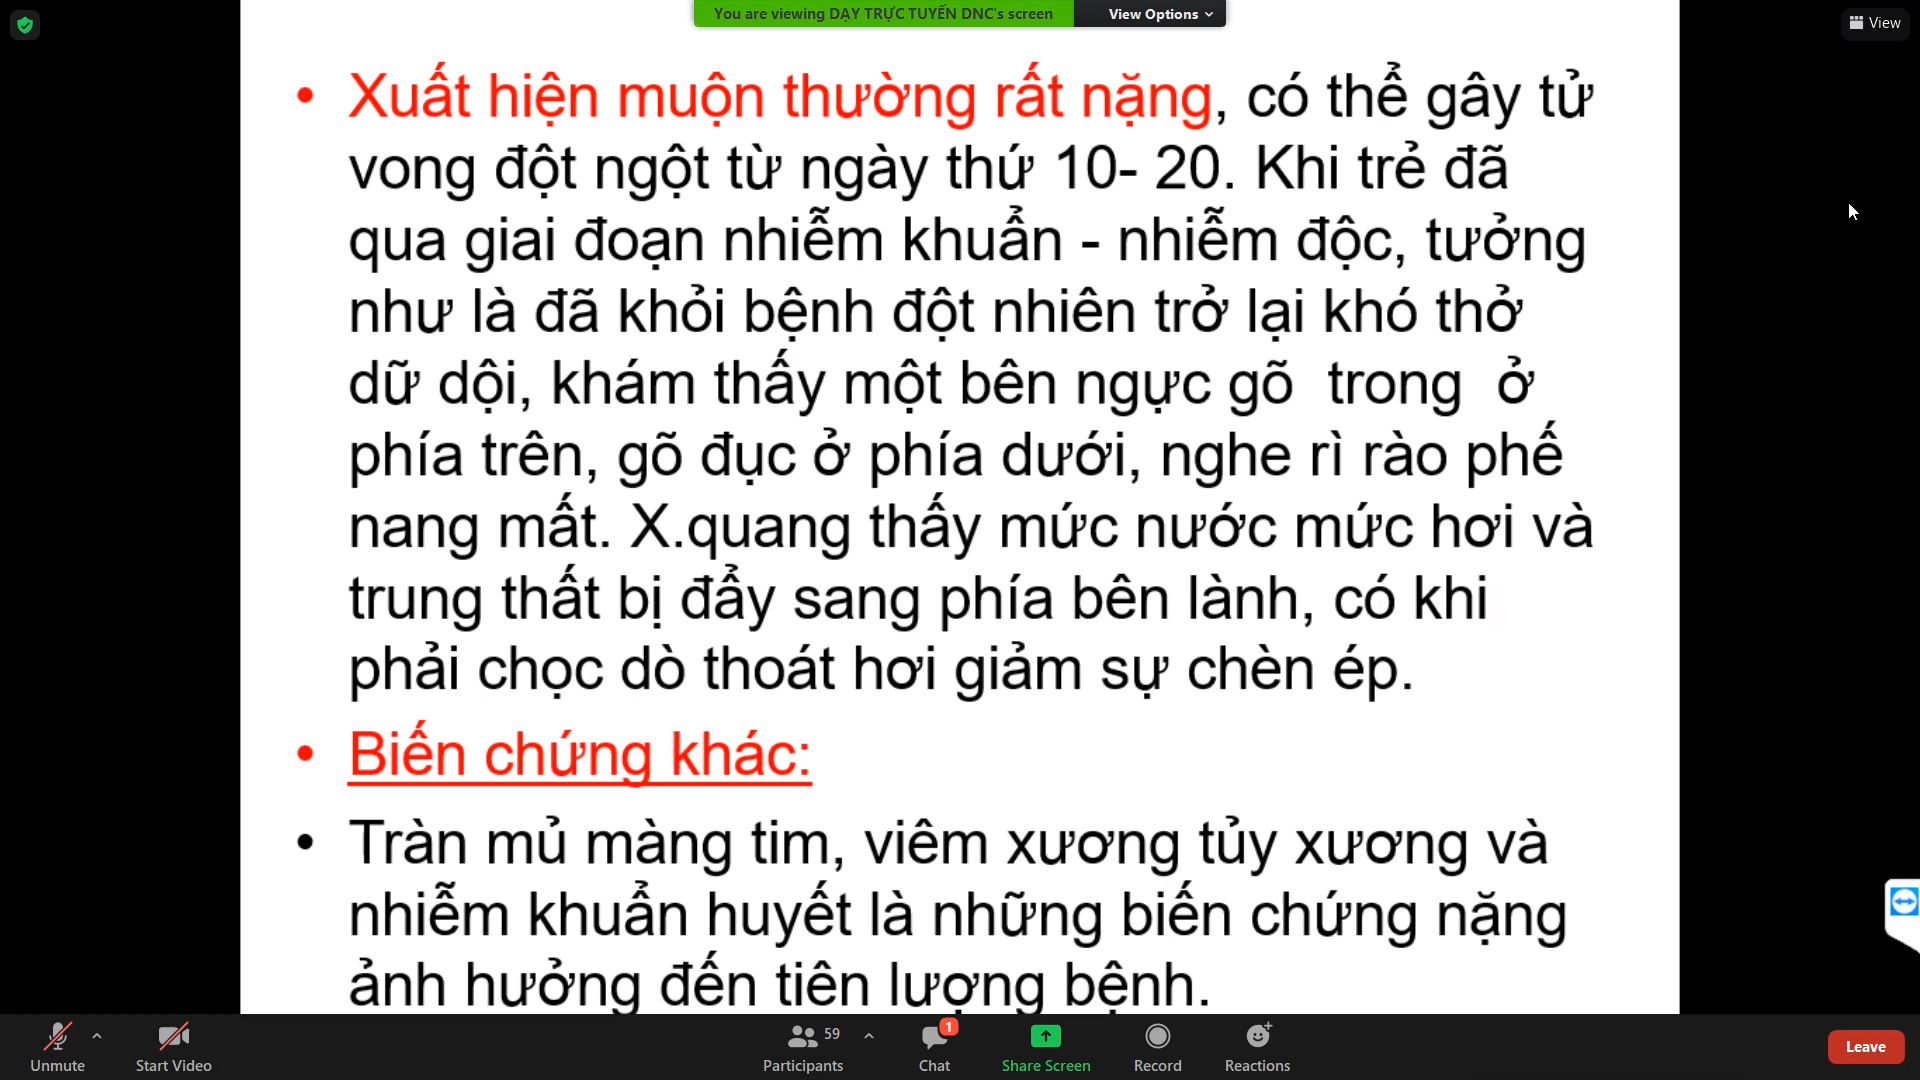 You are viewing DẠY TRỰC TUYẾN DNC's screen
View Options
View
• Xuất hiện muộn thường rất nặng, có thể gây tử
vong đột ngột từ ngày thứ 10- 20. Khi trẻ đã
qua giai đoạn nhiễm khuẩn - nhiễm độc, tưởng
như là đã khỏi bệnh đột nhiên trở lại khó thở
dữ dội, khám thấy một bên ngực gõ trong ở
phía trên, gõ đục ở phía dưới, nghe rì rào phế
nang mất. X.quang thấy mức nước mức hơi và
trung thất bị đẩy sang phía bên lành, có khi
phải chọc dò thoát hơi giảm sự chèn ép.
• Biến chứng khác:
• Tràn mủ màng tim, viêm xương tủy xương và
nhiễm khuẩn huyết là những biến chứng nặng
ảnh hưởng đến tiên lượng bệnh.
59
1
Unmute
Start Video
Participants
Chat
Share Screen
Record
Reactions
Leave